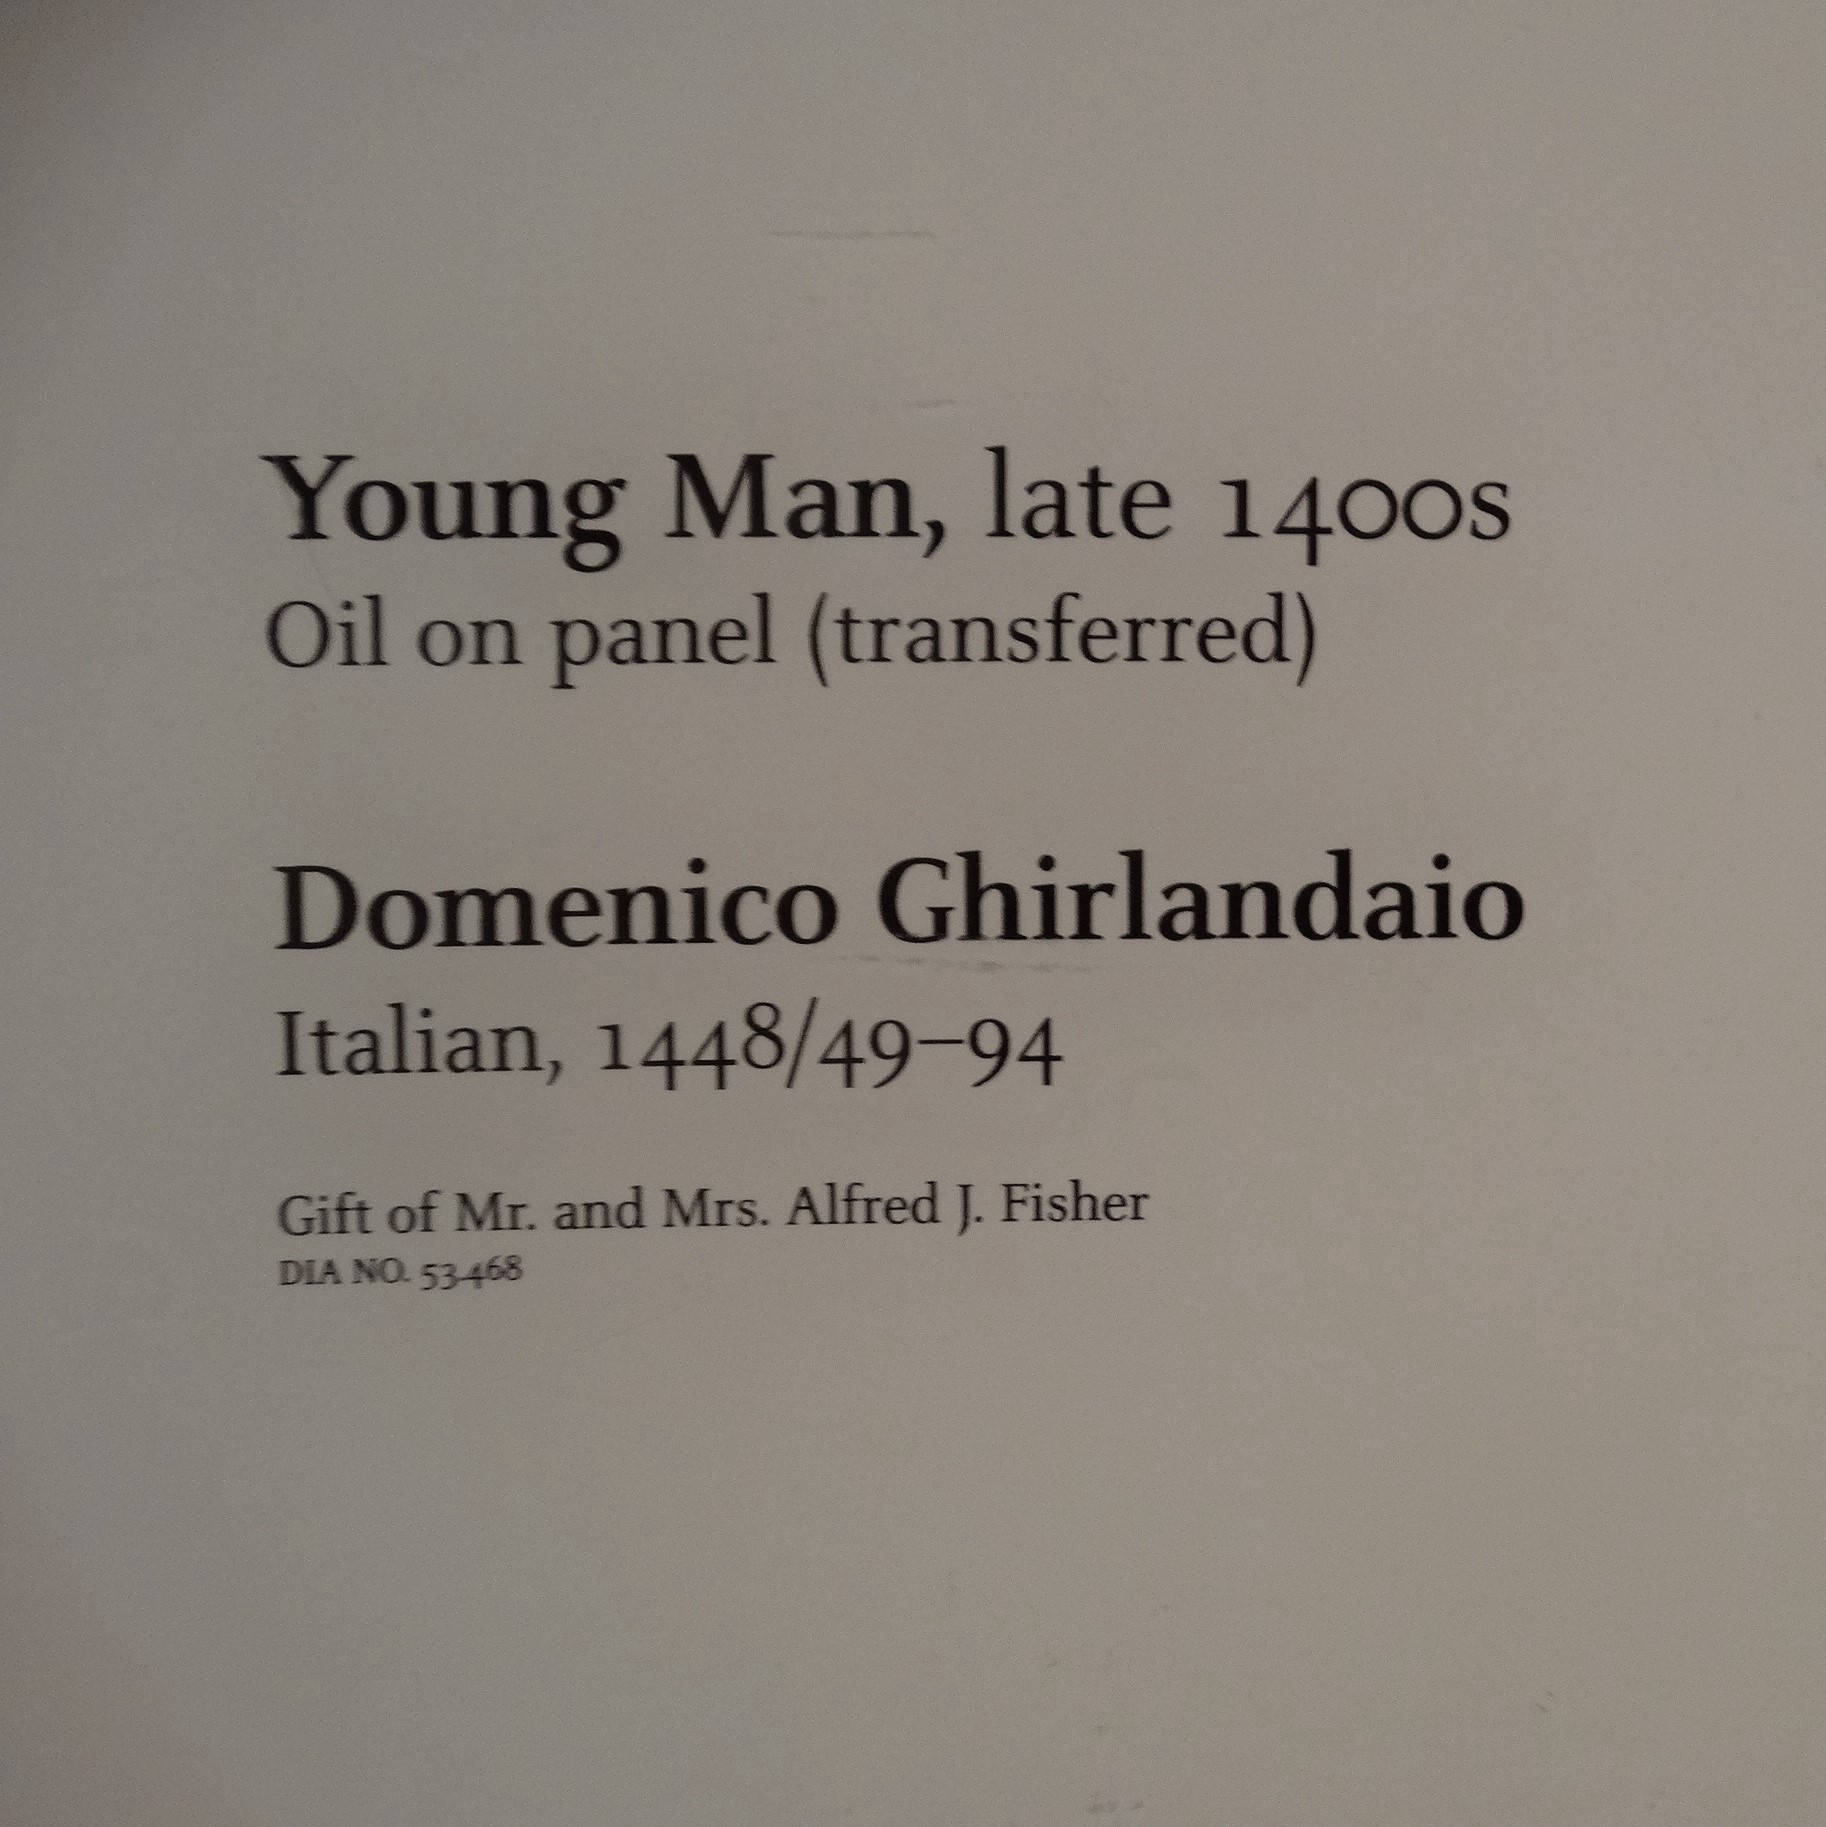 Young Man, late 1400s
Oil on panel (transferred)
Domenico Ghirlandaio
Italian, 1448/49–94
Gift of Mr. and Mrs. Alfred J. Fisher
DIA NO. 53.468